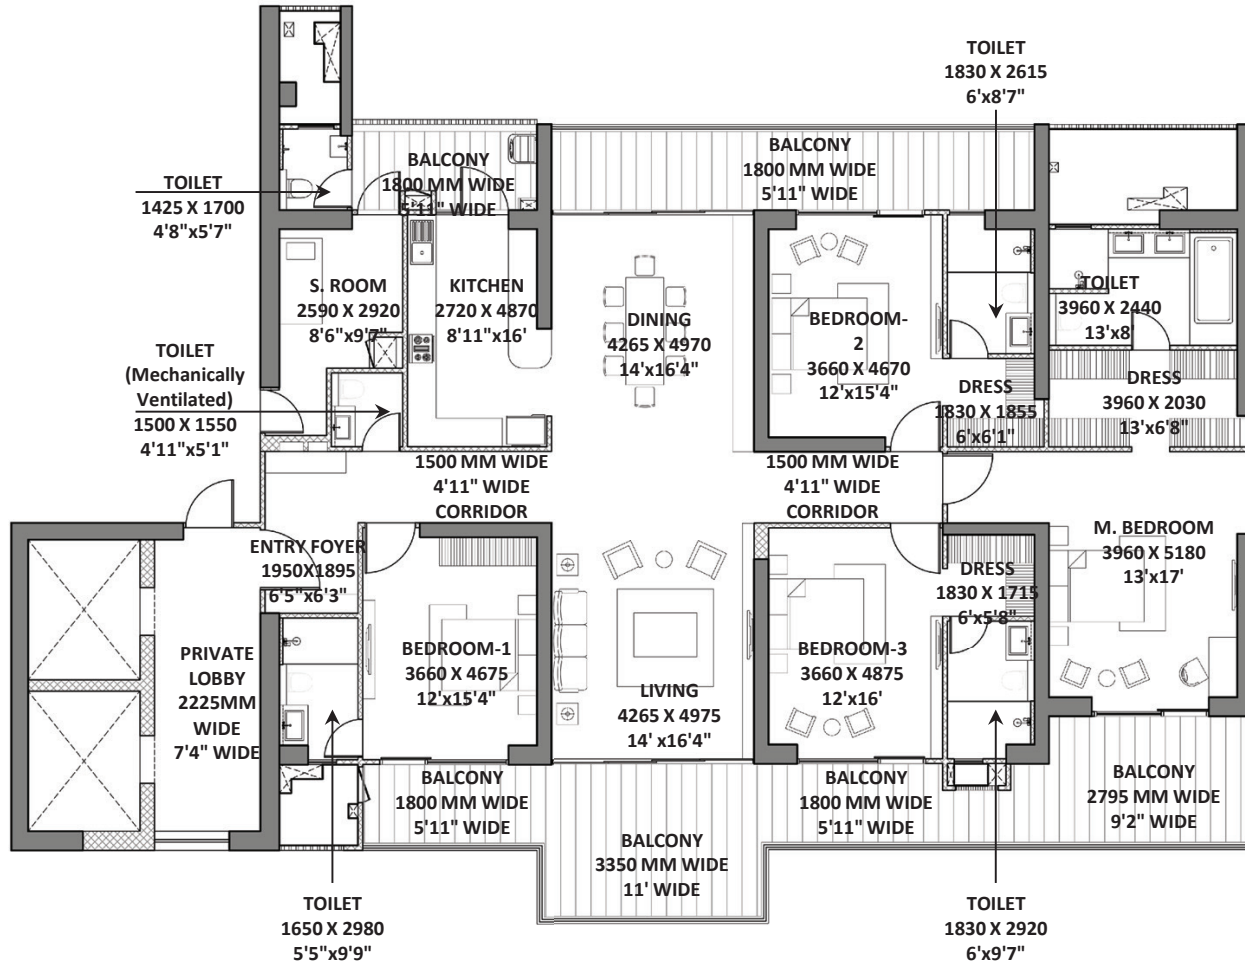 TOILET
1830 X 2615
6'x8'7"
BALCONY
1800 MM WIDE
5'11" WIDE
BALCONY
1800 MM WIDE
5'11" WIDE
TOILET
1425 X 1700
4'8"x5'7"
S. ROOM
2590 X 2920
8'6"x9'7"
KITCHEN
2720 X 4870
8'11"x16'
DINING
4265 X 4970
14'x16'4"
BEDROOM-
2
3660 X 4670
12'x15'4"
TOILET
3960 X 2440
13'x8'
TOILET
(Mechanically
Ventilated)
1500 X 1550
4'11"x5'1"
DRESS
1830 X 1855
6'x6'1"
DRESS
3960 X 2030
13'x6'8"
1500 MM WIDE
4'11" WIDE
CORRIDOR
1500 MM WIDE
4'11" WIDE
CORRIDOR
ENTRY FOYER
1950X1895
6'5"x6'3"
M. BEDROOM
3960 X 5180
13'x17'
DRESS
1830 X 1715
6'x5'8"
PRIVATE
LOBBY
2225MM
WIDE
7'4" WIDE
BEDROOM-1
3660 X 4675
12'x15'4"
LIVING
4265 X 4975
14' x16'4"
BEDROOM-3
3660 X 4875
12'x16'
BALCONY
1800 MM WIDE
5'11" WIDE
BALCONY
3350 MM WIDE
11' WIDE
BALCONY
1800 MM WIDE
5'11" WIDE
BALCONY
2795 MM WIDE
9'2" WIDE
TOILET
1650 X 2980
5'5"x9'9"
TOILET
1830 X 2920
6'x9'7"